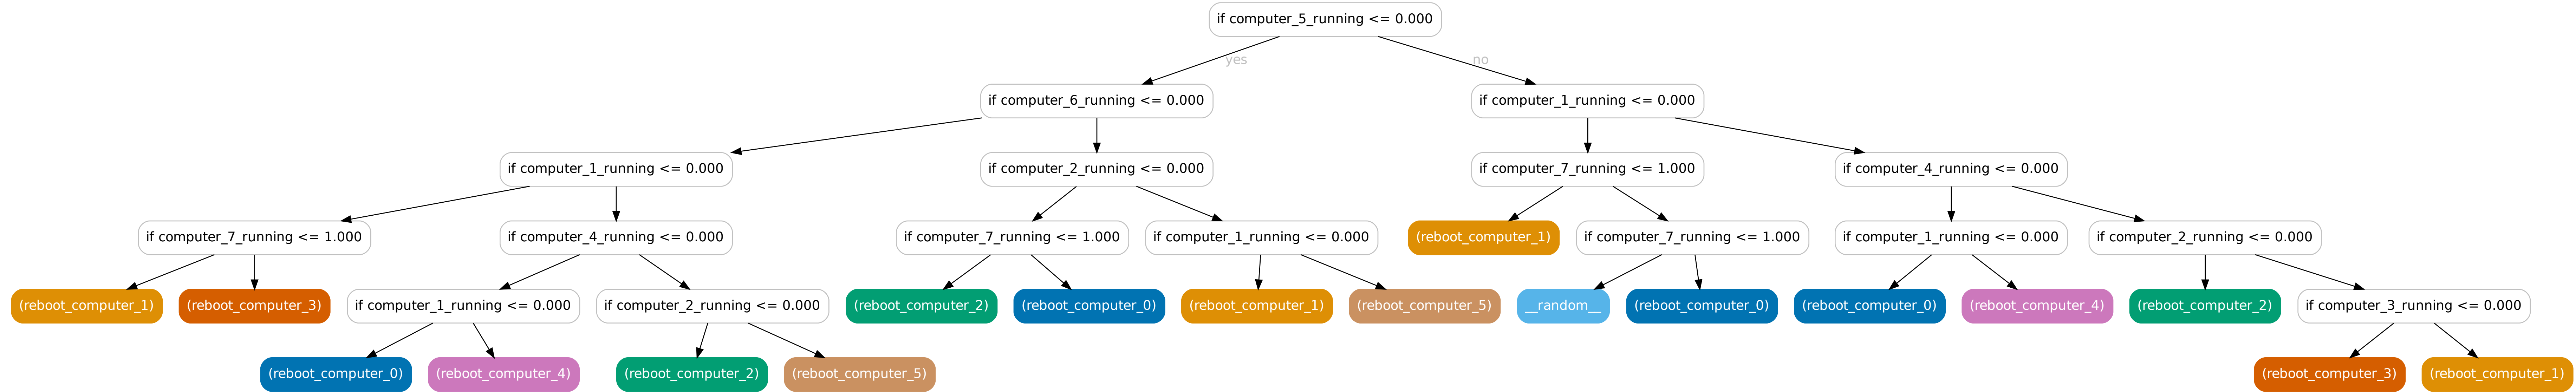 if computer_5_running <= 0.000
yes
no
if computer_6_running <= 0.000
if computer_1_running <= 0.000
if computer_1_running <= 0.000
if computer_2_running <= 0.000
if computer_7_running <= 1.000
if computer_4_running <= 0.000
if computer_7_running <= 1.000
if computer_4_running <= 0.000
if computer_7_running <= 1.000
if computer_1_running <= 0.000
(reboot_computer_1)
if computer_7_running <= 1.000
if computer_1_running <= 0.000
if computer_2_running <= 0.000
(reboot_computer_1)
(reboot_computer_3)
if computer_1_running <= 0.000
if computer_2_running <= 0.000
(reboot_computer_2)
(reboot_computer_0)
(reboot_computer_1)
(reboot_computer_5)
__random__
(reboot_computer_0)
(reboot_computer_0)
(reboot_computer_4)
(reboot_computer_2)
if computer_3_running <= 0.000
(reboot_computer_0)
(reboot_computer_4)
(reboot_computer_2)
(reboot_computer_5)
(reboot_computer_3)
(reboot_computer_1)